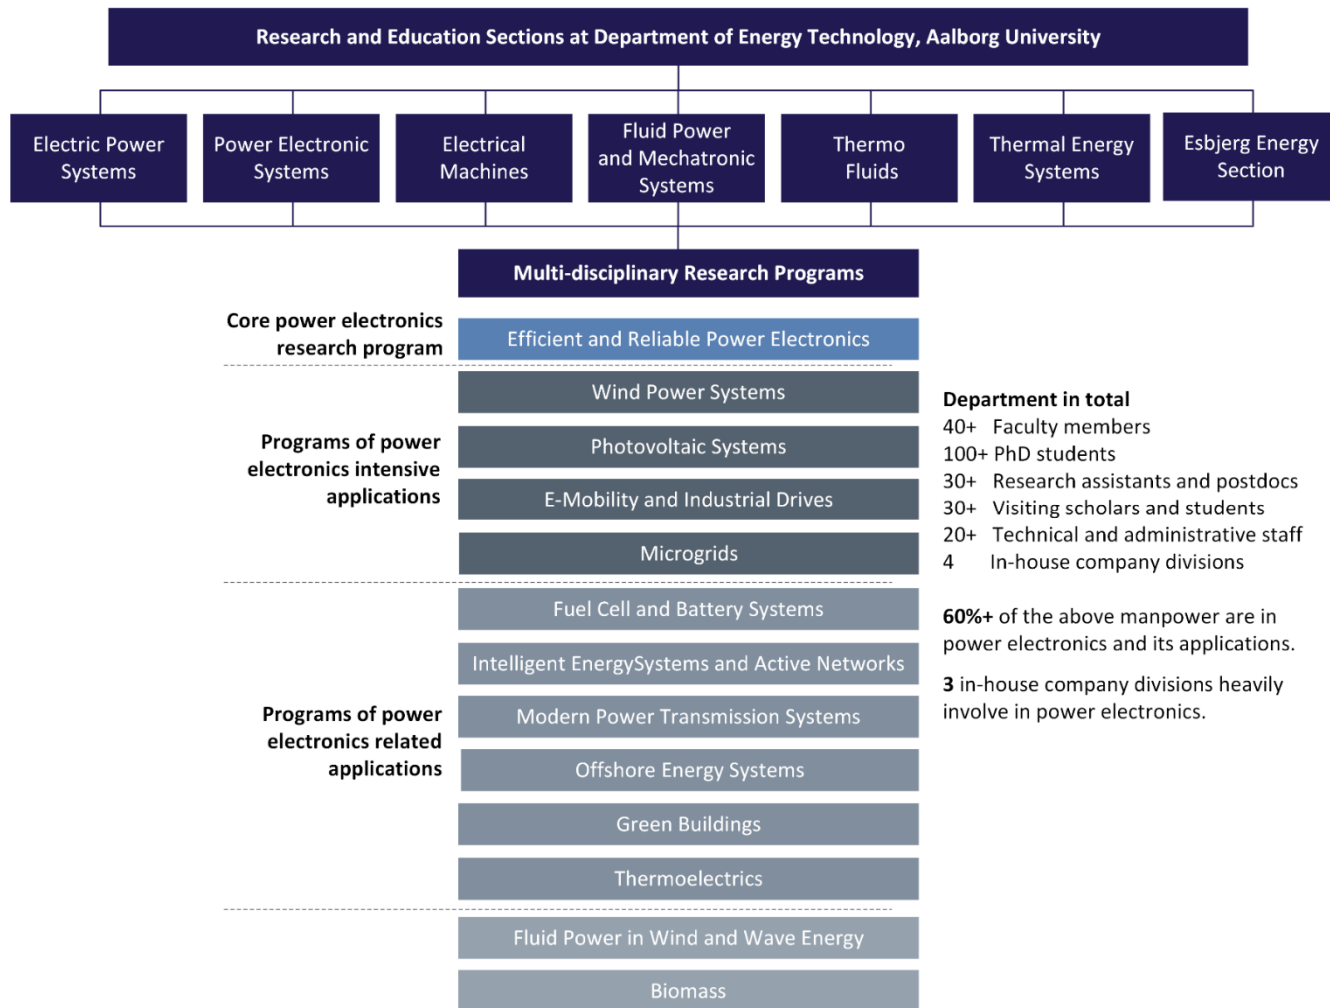 Research and Education Sections at Department of Energy Technology, Aalborg University
Electric Power
Systems
Power Electronic
Systems
Electrical
Machines
Fluid Power
and Mechatronic
Systems
Thermo
Fluids
Thermal Energy
Systems
Esbjerg Energy
Section
Multi-disciplinary Research Programs
Core power electronics
research program
Efficient and Reliable Power Electronics
Programs of power
electronics intensive
applications
Wind Power Systems
Photovoltaic Systems
E-Mobility and Industrial Drives
Microgrids
Programs of power
electronics related
applications
Fuel Cell and Battery Systems
Intelligent EnergySystems and Active Networks
Modern Power Transmission Systems
Offshore Energy Systems
Green Buildings
Thermoelectrics
Fluid Power in Wind and Wave Energy
Biomass
Department in total
40+ Faculty members
100+ PhD students
30+ Research assistants and postdocs
30+ Visiting scholars and students
20+ Technical and administrative staff
4 In-house company divisions
60%+ of the above manpower are in
power electronics and its applications.
3 in-house company divisions heavily
involve in power electronics.